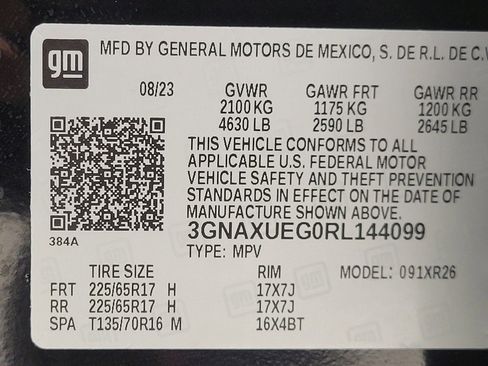 gm MFD BY GENERAL MOTORS DE MEXICO, S. DE R.L. DE C.V
08/23 GVWR GAWR FRT GAWR RR
2100 KG 1175 KG 1200 KG
4630 LB 2590 LB 2645 LB
THIS VEHICLE CONFORMS TO ALL
APPLICABLE U.S. FEDERAL MOTOR
VEHICLE SAFETY AND THEFT PREVENTION
STANDARDS IN EFFECT ON THE DATE OF
MANUFACTURE SHOWN ABOVE.
384A
3GNAXUEG0RL144099
TYPE: MPV
TIRE SIZE RIM MODEL: 091XR26
FRT 225/65R17 H 17X7J
RR 225/65R17 H 17X7J
SPA T135/70R16 M 16X4BT